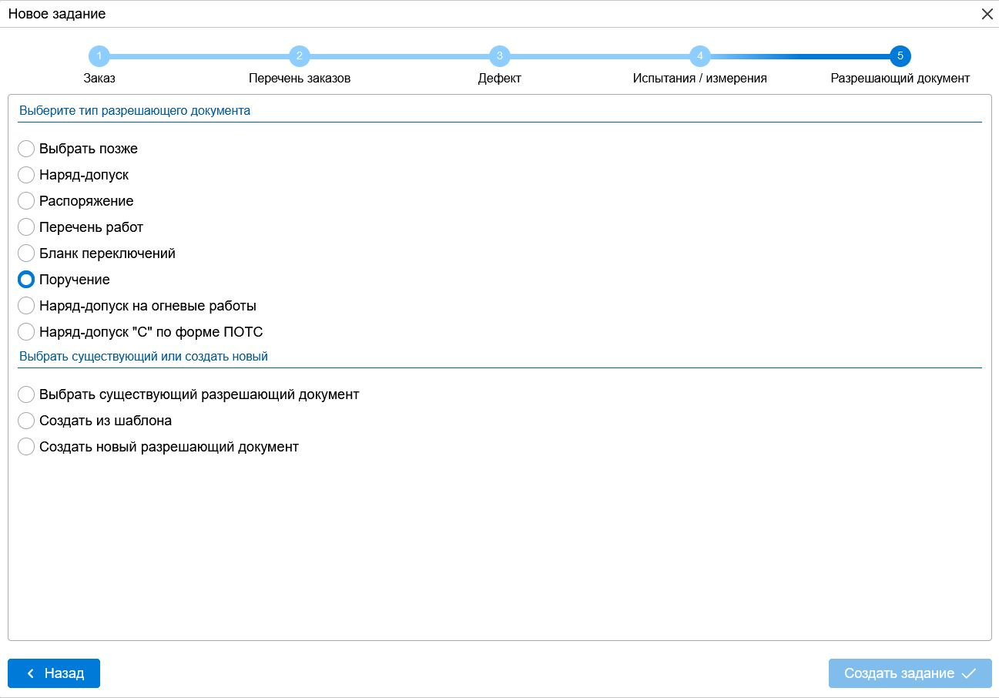 Новое задание
1 2 3 4 5
Заказ Перечень заказов Дефект Испытания / измерения Разрешающий документ
Выберите тип разрешающего документа
Выбрать позже
Наряд-допуск
Распоряжение
Перечень работ
Бланк переключений
Поручение
Наряд-допуск на огневые работы
Наряд-допуск "С" по форме ПОТС
Выбрать существующий или создать новый
Выбрать существующий разрешающий документ
Создать из шаблона
Создать новый разрешающий документ
Назад Создать задание